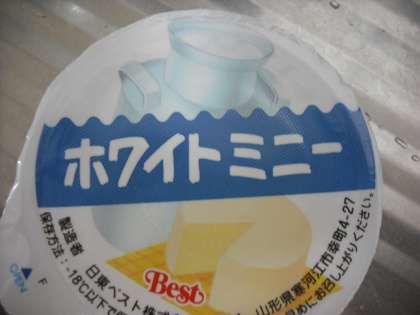 ホワイトミニー
Best
製造者 日東ベスト株式 山形県寒河江市幸町4-27
保存方法:-18℃以下で保 めにお召し上がりください。
OPEN
F